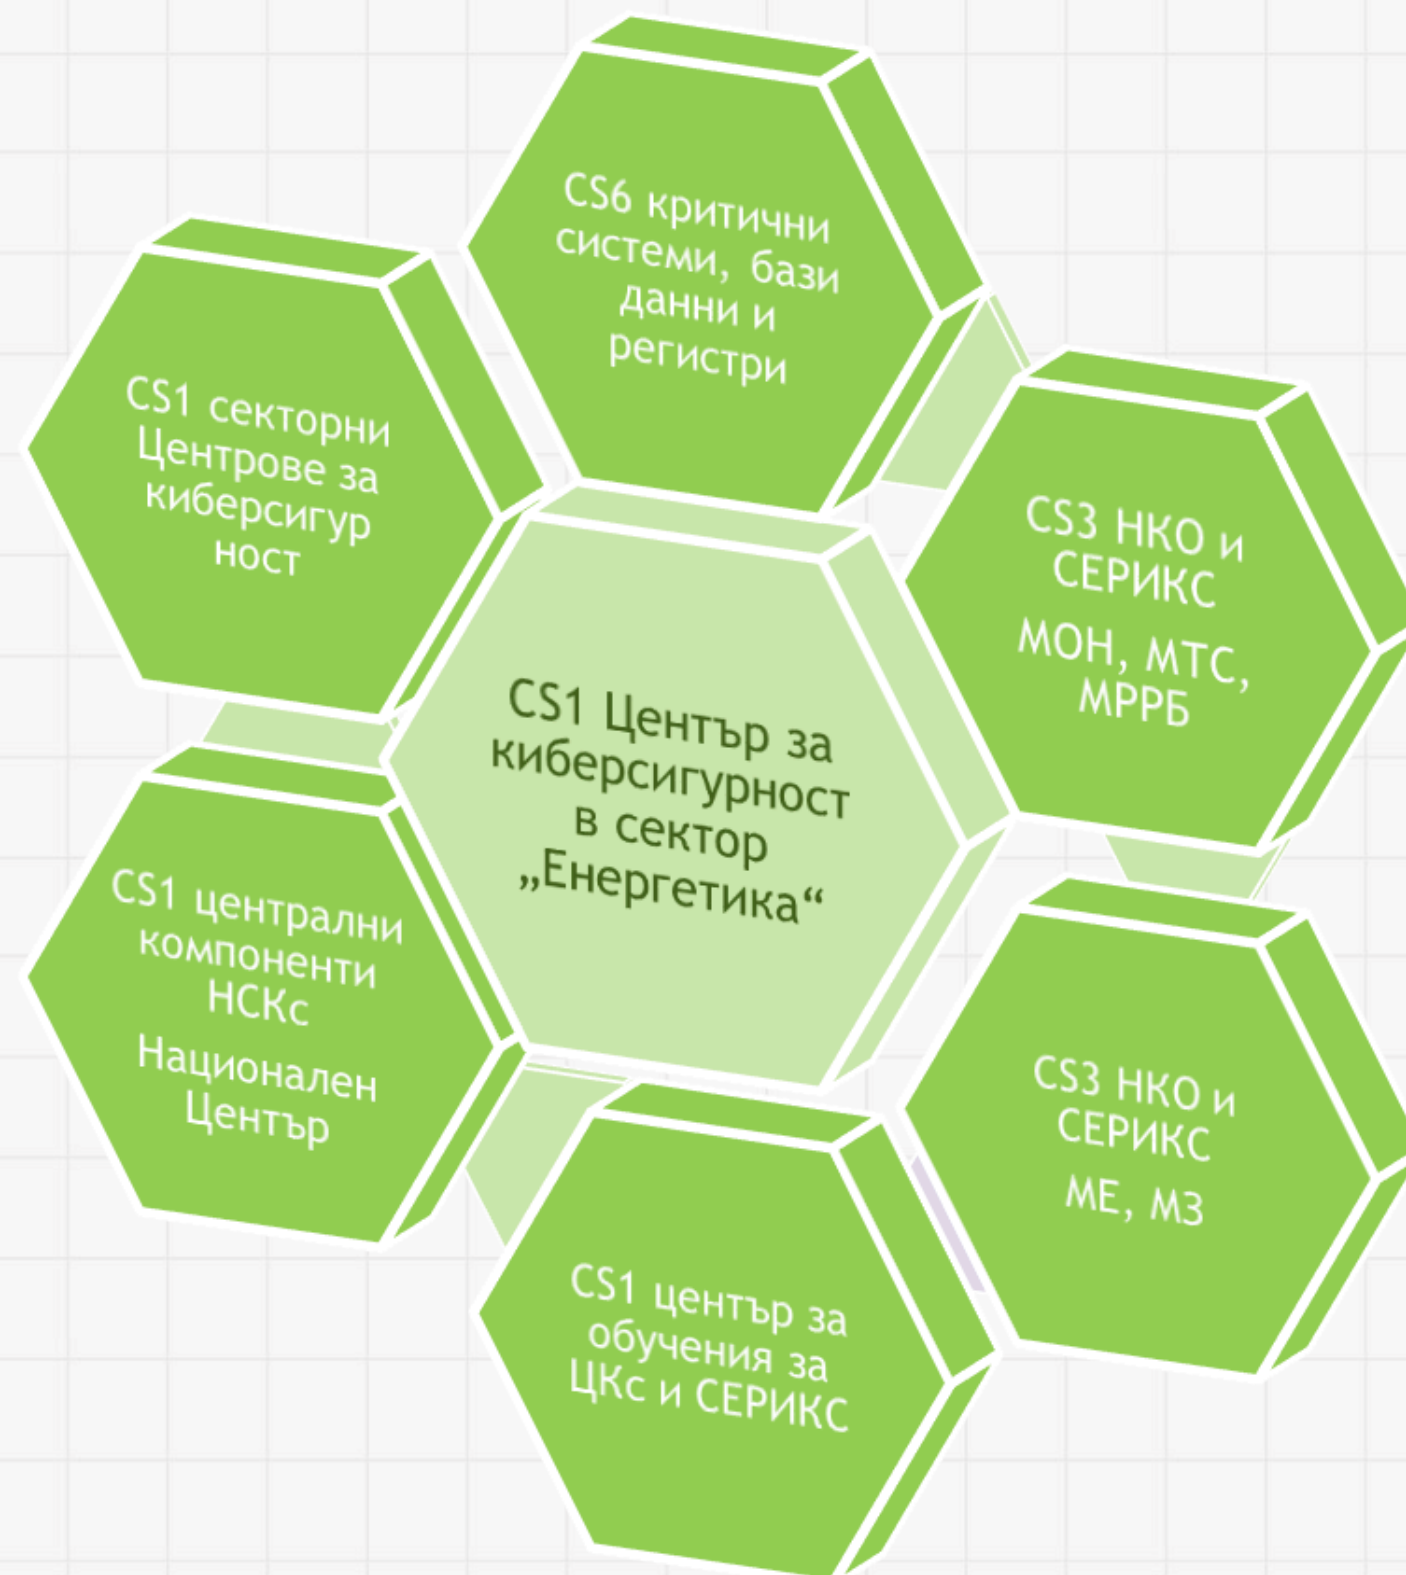 CS6 критични
системи, бази
данни и
регистри
CS1 секторни
Центрове за
киберсигур
ност
CS3 НКО и
СЕРИКС
МОН, МТС,
МРРБ
CS1 Център за
киберсигурност
в сектор
„Енергетика“
CS1 централни
компоненти
НСКс
Национален
Център
CS3 НКО и
СЕРИКС
МЕ, МЗ
CS1 център за
обучения за
ЦКс и СЕРИКС